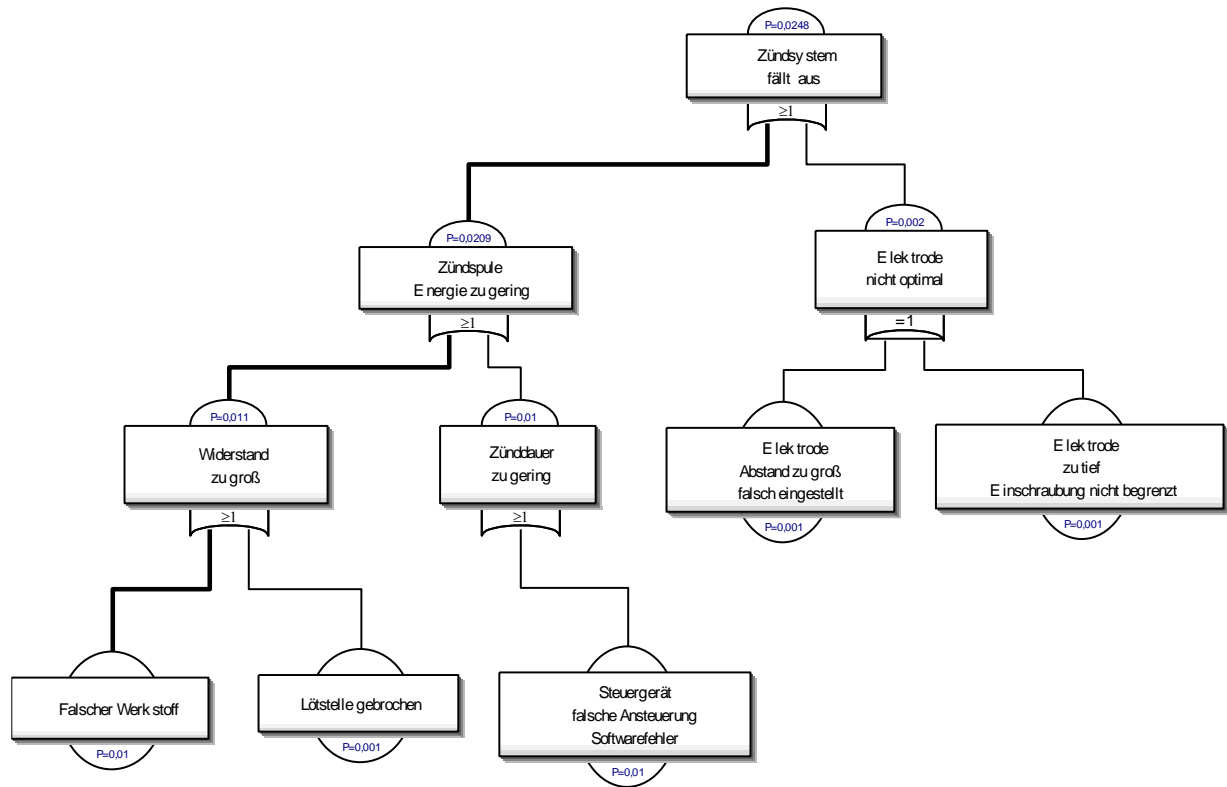 P=0,0248
Zündsystem
fällt aus
≥1
P=0,0209
Zündspule
Energie zu gering
≥1
P=0,002
Elektrode
nicht optimal
=1
P=0,011
Widerstand
zu groß
≥1
P=0,01
Zünddauer
zu gering
≥1
Elektrode
Abstand zu groß
falsch eingestellt
P=0,001
Elektrode
zu tief
Einschraubung nicht begrenzt
P=0,001
Falscher Werkstoff
P=0,01
Lötstelle gebrochen
P=0,001
Steuergerät
falsche Ansteuerung
Softwarefehler
P=0,01